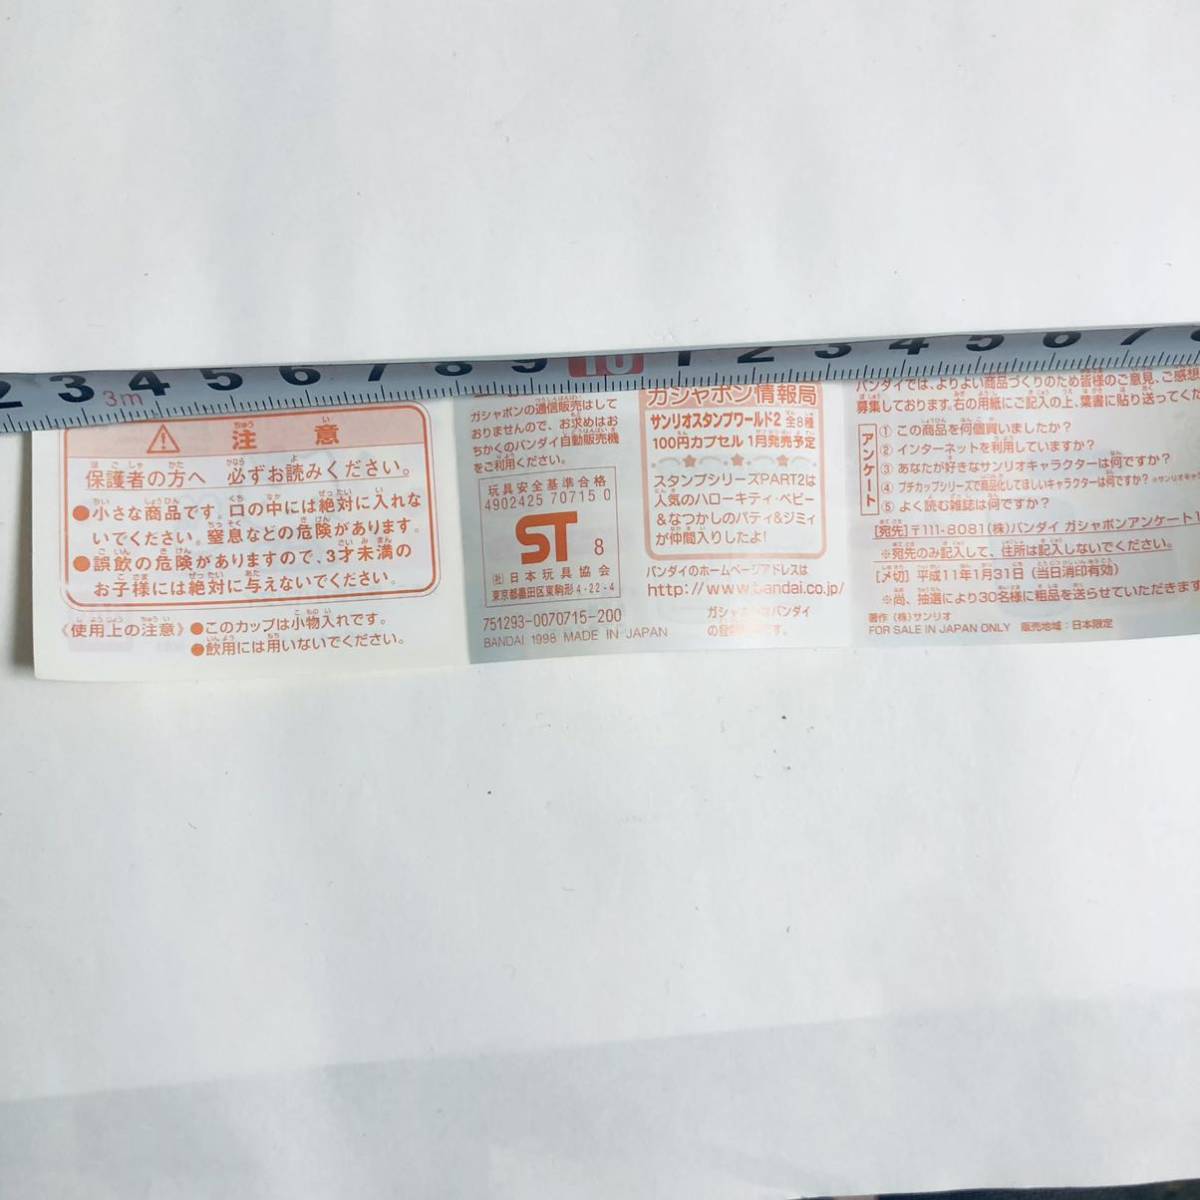 2 3 4 5 6 7 8 9 10 1 2 3 4 5 6 7
3m
注意
保護者の方へ 必ずお読みください。
●小さな商品です。口の中には絶対に入れな
いでください。窒息などの危険があります。
●誤飲の危険がありますので、3才未満の
お子様には絶対に与えないでください。
《使用上の注意》●このカップは小物入れです。
●飲用には用いないでください。
ガシャポンの通信販売はして
おりませんので、お求めはお
ちかくのバンダイ自動販売機
をご利用ください。
玩具安全基準合格
4902425 70715 0
ST 8
(社)日本玩具協会
東京都墨田区東駒形4-22-4
751293-0070715-200
BANDAI 1998 MADE IN JAPAN
ガシャポン情報局
サンリオスタンプワールド2 全8種
100円カプセル 1月発売予定
スタンプシリーズPART2は
人気のハローキティ・ベビー
&なつかしのパティ&ジミィ
が仲間入りしたよ!
バンダイのホームページアドレスは
http://www.bandai.co.jp/
ガシャポンはバンダイ
の登録商標です。
バンダイでは、よりよい商品づくりのため皆様のご意見、ご感想
募集しております。右の用紙にご記入の上、葉書に貼り送ってくだ
アンケート
① この商品を何個買いましたか?
② インターネットを利用していますか?
③ あなたが好きなサンリオキャラクターは何ですか?
④ プチカップシリーズで商品化してほしいキャラクターは何ですか?
⑤ よく読む雑誌は何ですか?
[宛先]〒111-8081(株)バンダイ ガシャポンアンケート
※宛先のみ記入して、住所は記入しないでください。
[〆切] 平成11年1月31日(当日消印有効)
※尚、抽選により30名様に粗品を送らせていただきます
著作(株)サンリオ
FOR SALE IN JAPAN ONLY 販売地域:日本限定